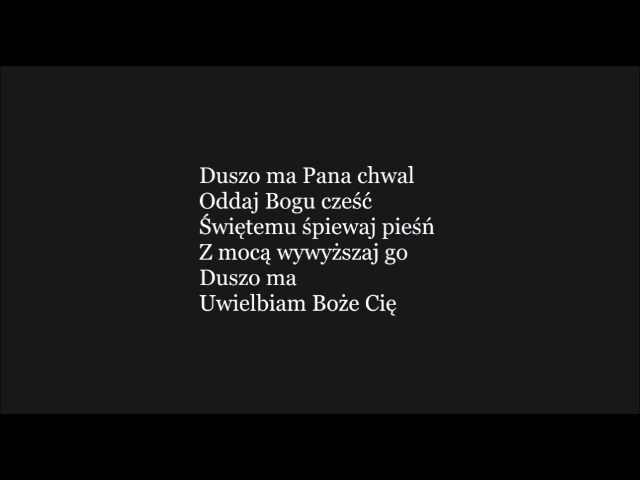 Duszo ma Pana chwal
Oddaj Bogu cześć
Świętemu śpiewaj pieśń
Z mocą wywyższaj go
Duszo ma
Uwielbiam Boże Cię